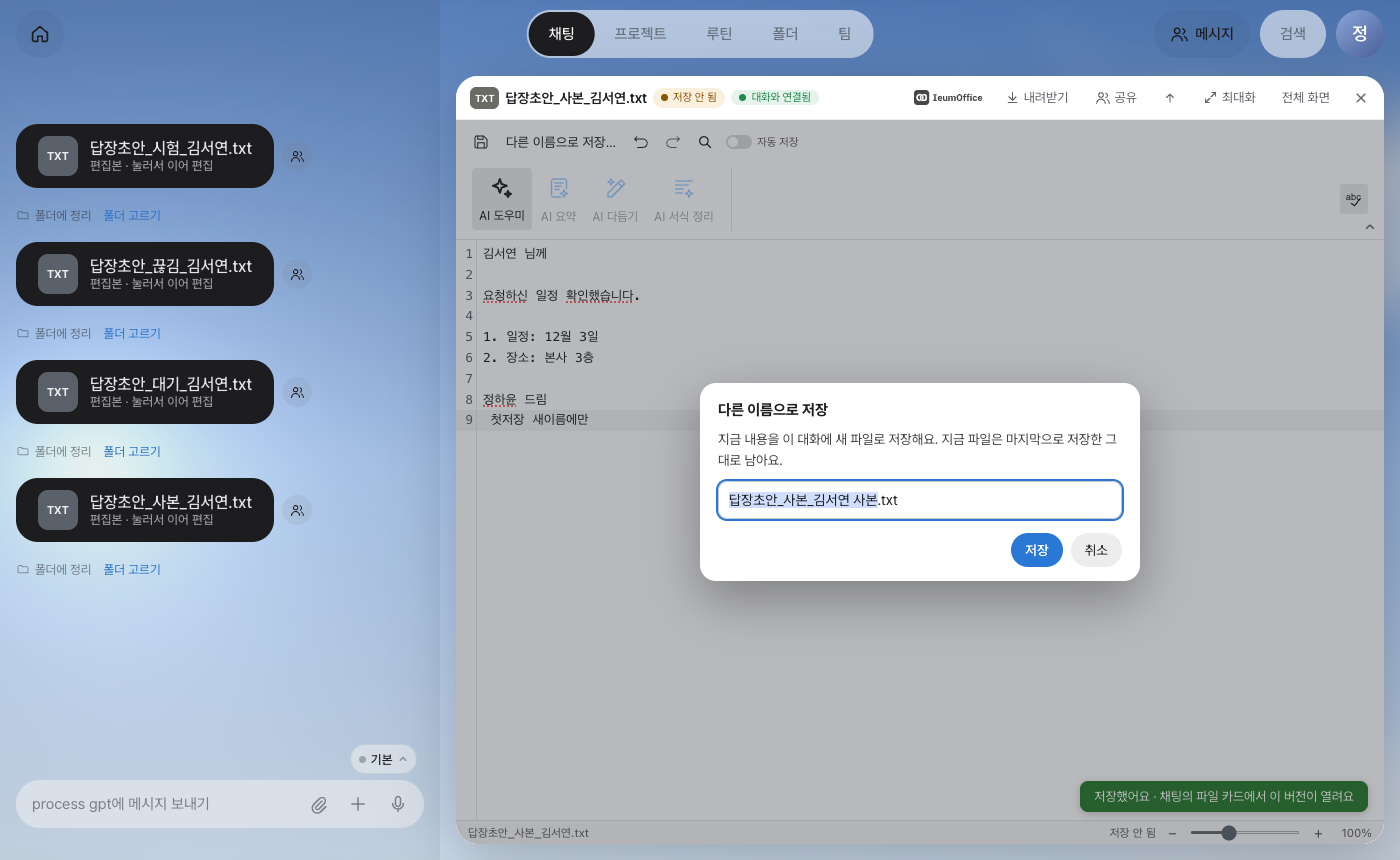 채팅
프로젝트
루틴
폴더
팀
메시지
검색
정
TXT
답장초안_시험_김서연.txt
편집본 · 눌러서 이어 편집
폴더에 정리
폴더 고르기
TXT
답장초안_끊김_김서연.txt
편집본 · 눌러서 이어 편집
폴더에 정리
폴더 고르기
TXT
답장초안_대기_김서연.txt
편집본 · 눌러서 이어 편집
폴더에 정리
폴더 고르기
TXT
답장초안_사본_김서연.txt
편집본 · 눌러서 이어 편집
폴더에 정리
폴더 고르기
기본
process gpt에 메시지 보내기
TXT
답장초안_사본_김서연.txt
저장 안 됨
대화와 연결됨
IeumOffice
내려받기
공유
최대화
전체 화면
다른 이름으로 저장...
자동 저장
AI 도우미
AI 요약
AI 다듬기
AI 서식 정리
abc
1 김서연 님께
2
3 요청하신 일정 확인했습니다.
4
5 1. 일정: 12월 3일
6 2. 장소: 본사 3층
7
8 정하윤 드림
9 첫저장 새이름에만
다른 이름으로 저장
지금 내용을 이 대화에 새 파일로 저장해요. 지금 파일은 마지막으로 저장한 그
대로 남아요.
답장초안_사본_김서연 사본.txt
저장
취소
저장했어요 · 채팅의 파일 카드에서 이 버전이 열려요
답장초안_사본_김서연.txt
저장 안 됨
100%